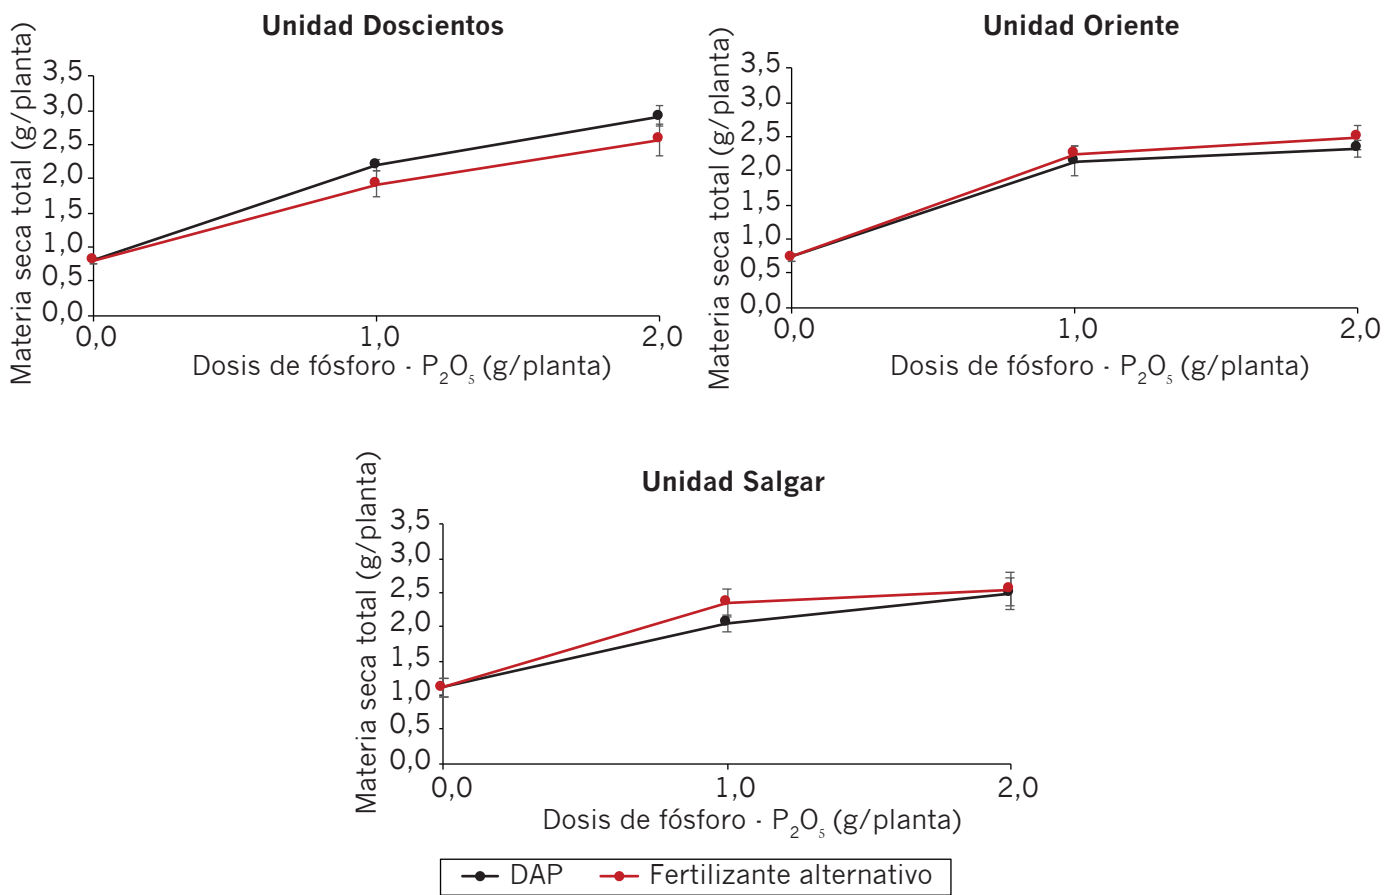 Unidad Doscientos
Materia seca total (g/planta)
3,5
3,0
2,5
2,0
1,5
1,0
0,5
0,0
0,0 1,0 2,0
Dosis de fósforo - P₂O₅ (g/planta)
Unidad Oriente
Materia seca total (g/planta)
3,5
3,0
2,5
2,0
1,5
1,0
0,5
0,0
0,0 1,0 2,0
Dosis de fósforo - P₂O₅ (g/planta)
Unidad Salgar
Materia seca total (g/planta)
3,5
3,0
2,5
2,0
1,5
1,0
0,5
0,0
0,0 1,0 2,0
Dosis de fósforo - P₂O₅ (g/planta)
DAP Fertilizante alternativo